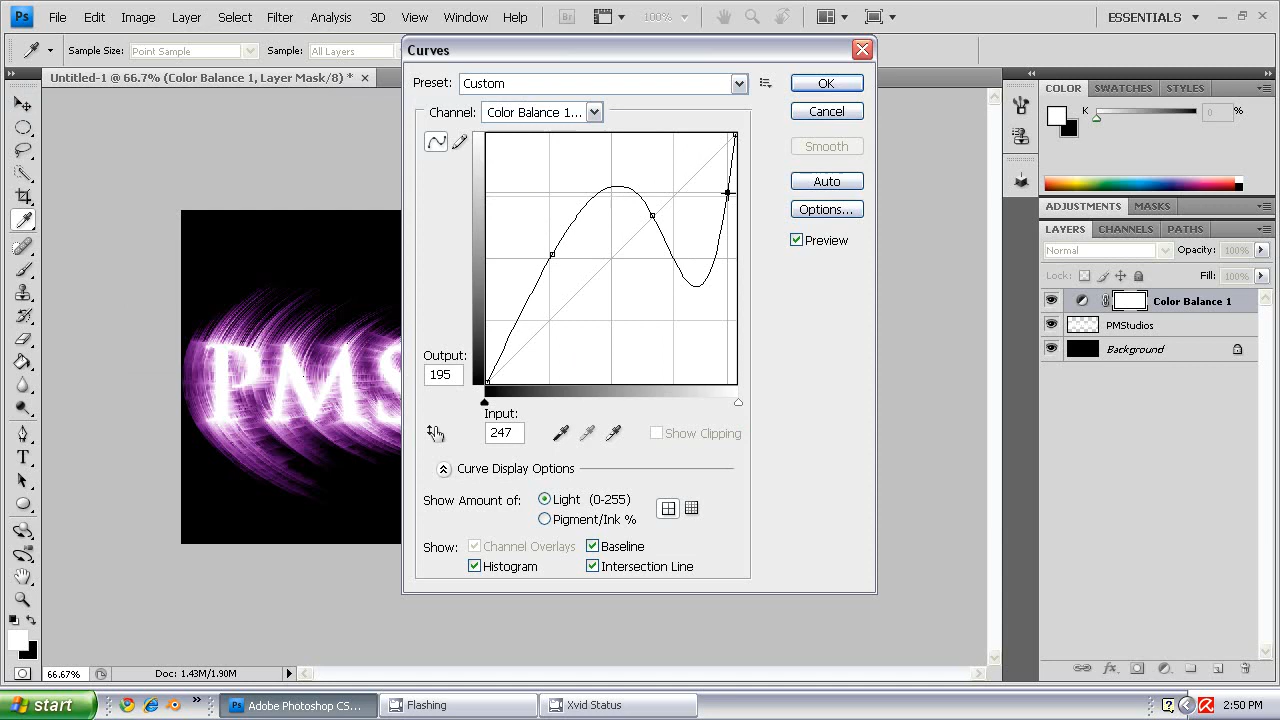 Ps File Edit Image Layer Select Filter Analysis 3D View Window Help Br 100% ESSENTIALS
Sample Size: Point Sample Sample: All Layers
Untitled-1 @ 66.7% (Color Balance 1, Layer Mask/8) *
Curves
Preset: Custom
Channel: Color Balance 1...
OK
Cancel
Smooth
Auto
Options...
Preview
Output:
195
Input:
247
Show Clipping
Curve Display Options
Show Amount of: Light (0-255)
Pigment/Ink %
Show: Channel Overlays Baseline
Histogram Intersection Line
PMS
COLOR SWATCHES STYLES
K 0 %
ADJUSTMENTS MASKS
LAYERS CHANNELS PATHS
Normal Opacity: 100%
Lock: Fill: 100%
Color Balance 1
PMStudios
Background
T
66.67% Doc: 1.43M/1.90M
fx
start Ps Adobe Photoshop CS... Flashing Xvid Status 2:50 PM